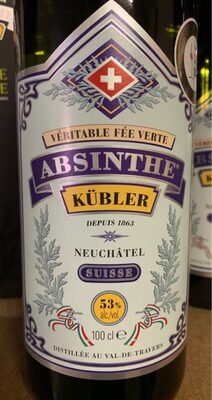 VÉRITABLE FÉE VERTE
ABSINTHE
KÜBLER
DEPUIS 1863
NEUCHÂTEL
SUISSE
53%
alc./vol
100 cl e
DISTILLÉE AU VAL-DE-TRAVERS